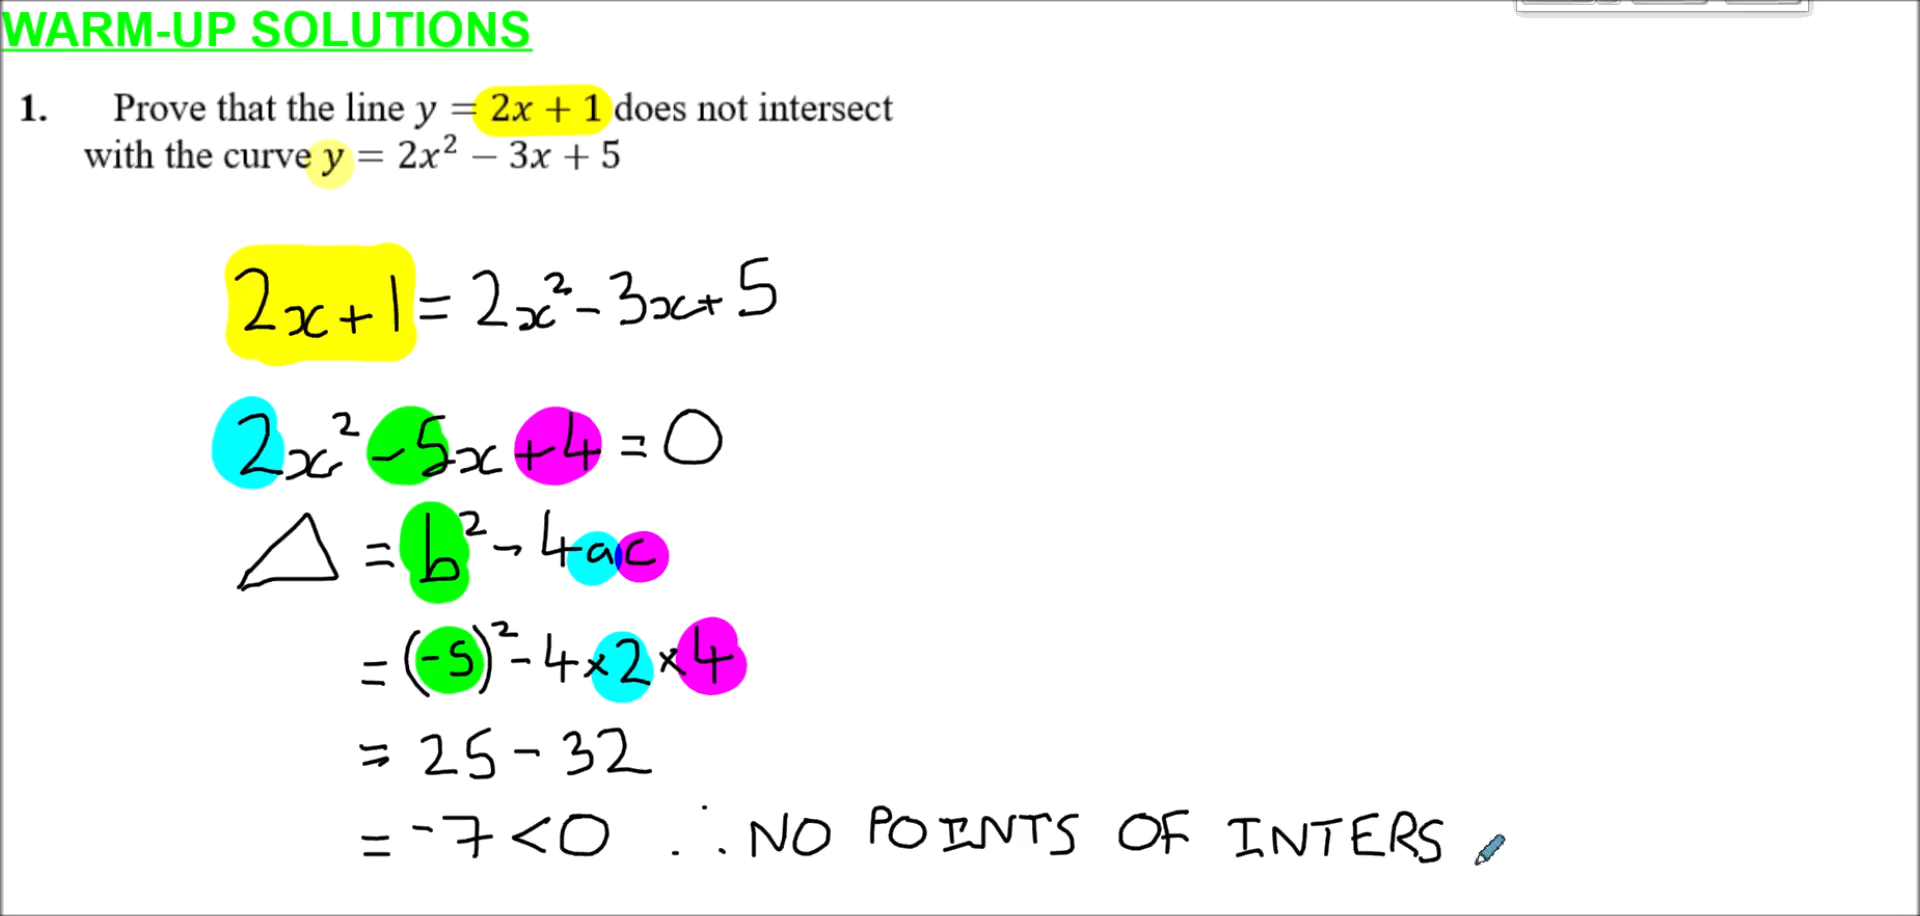 WARM-UP SOLUTIONS
1. Prove that the line y = 2x + 1 does not intersect
with the curve y = 2x² − 3x + 5
2x+1 = 2x² - 3x + 5
2x² - 5x + 4 = 0
△ = b² - 4ac
= (-5)² - 4 × 2 × 4
= 25 - 32
= -7 < 0 ∴ NO POINTS OF INTERS